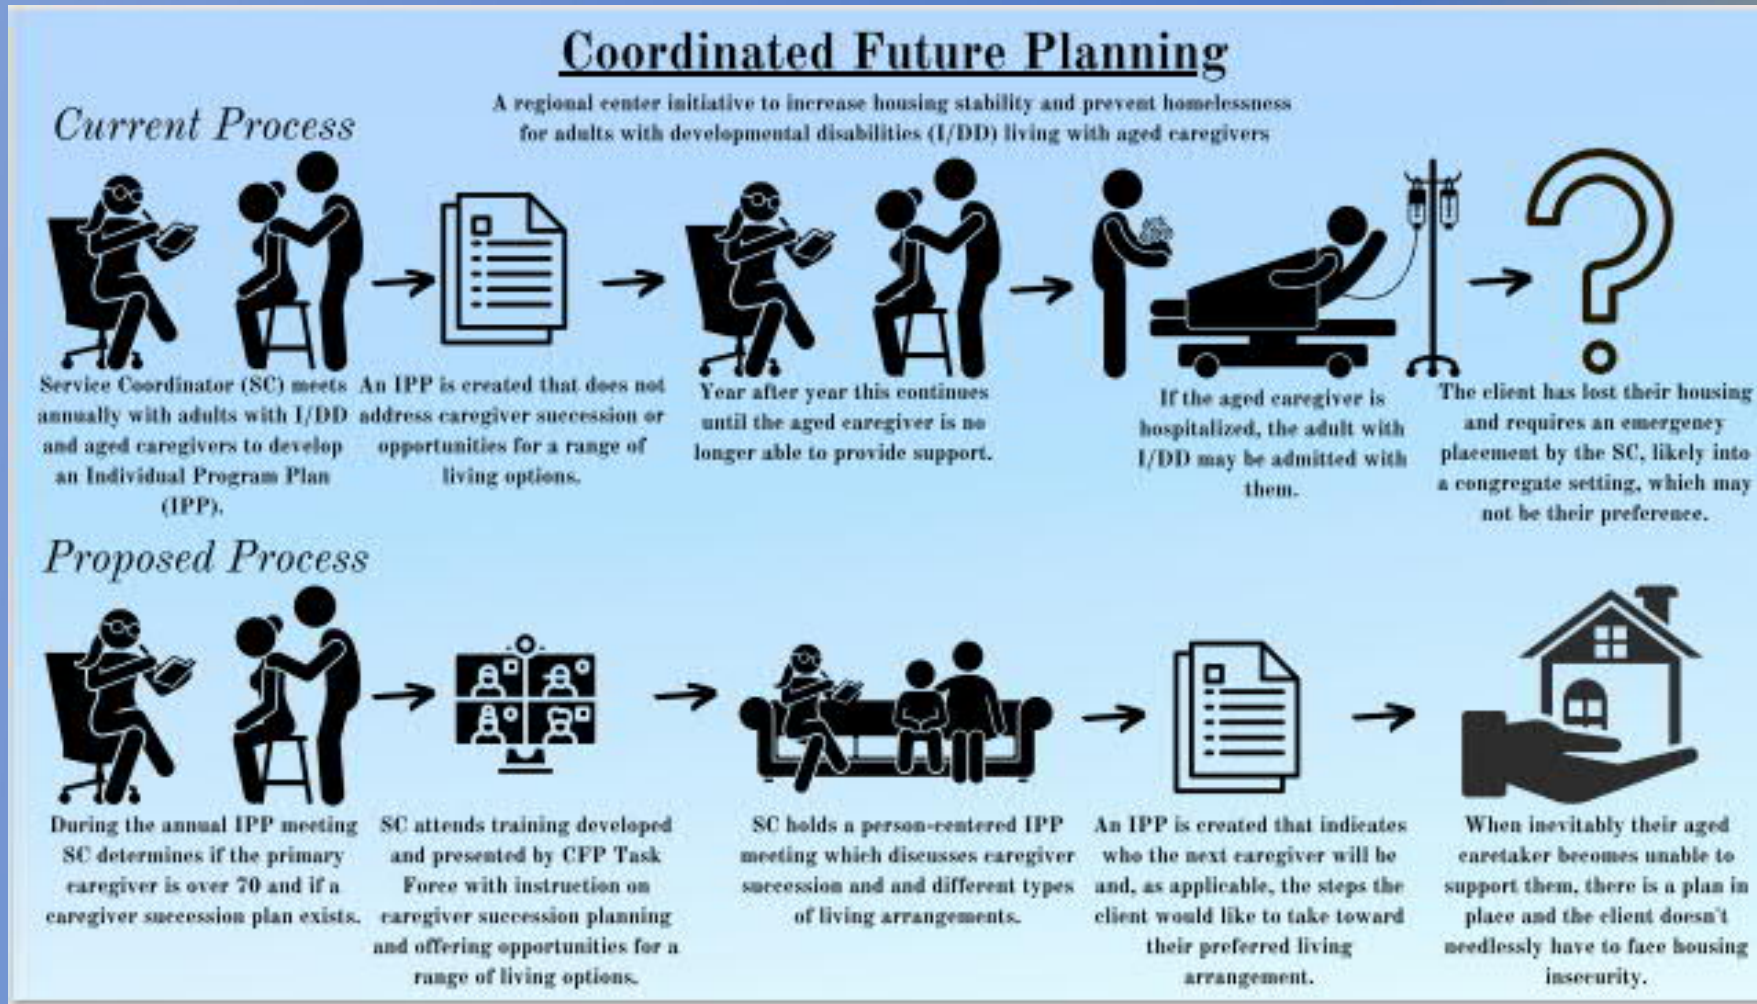 Coordinated Future Planning
A regional center initiative to increase housing stability and prevent homelessness
for adults with developmental disabilities (I/DD) living with aged caregivers
Current Process
Service Coordinator (SC) meets
annually with adults with I/DD
and aged caregivers to develop
an Individual Program Plan
(IPP).
An IPP is created that does not
address caregiver succession or
opportunities for a range of
living options.
Year after year this continues
until the aged caregiver is no
longer able to provide support.
If the aged caregiver is
hospitalized, the adult with
I/DD may be admitted with
them.
The client has lost their housing
and requires an emergency
placement by the SC, likely into
a congregate setting, which may
not be their preference.
Proposed Process
During the annual IPP meeting
SC determines if the primary
caregiver is over 70 and if a
caregiver succession plan exists.
SC attends training developed
and presented by CFP Task
Force with instruction on
caregiver succession planning
and offering opportunities for a
range of living options.
SC holds a person-centered IPP
meeting which discusses caregiver
succession and and different types
of living arrangements.
An IPP is created that indicates
who the next caregiver will be
and, as applicable, the steps the
client would like to take toward
their preferred living
arrangement.
When inevitably their aged
caretaker becomes unable to
support them, there is a plan in
place and the client doesn't
needlessly have to face housing
insecurity.